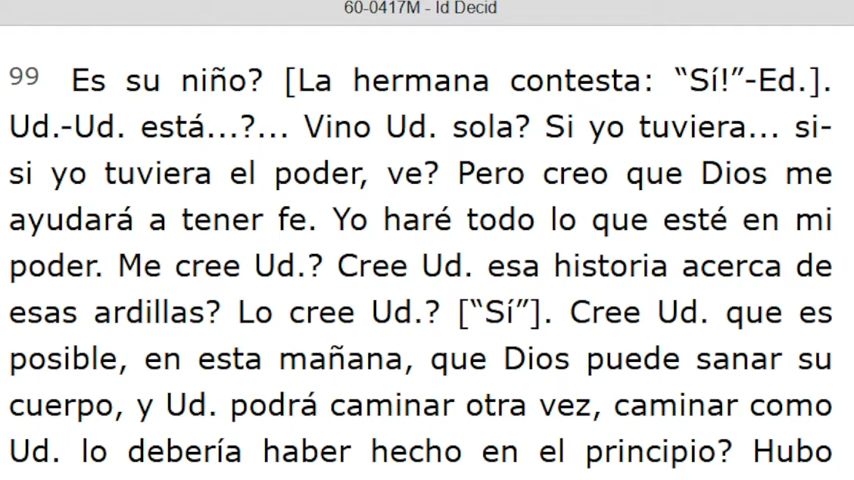 60-0417M - Id Decid
99 Es su niño? [La hermana contesta: “Sí!”-Ed.].
Ud.-Ud. está...?... Vino Ud. sola? Si yo tuviera... si-
si yo tuviera el poder, ve? Pero creo que Dios me
ayudará a tener fe. Yo haré todo lo que esté en mi
poder. Me cree Ud.? Cree Ud. esa historia acerca de
esas ardillas? Lo cree Ud.? [“Sí”]. Cree Ud. que es
posible, en esta mañana, que Dios puede sanar su
cuerpo, y Ud. podrá caminar otra vez, caminar como
Ud. lo debería haber hecho en el principio? Hubo